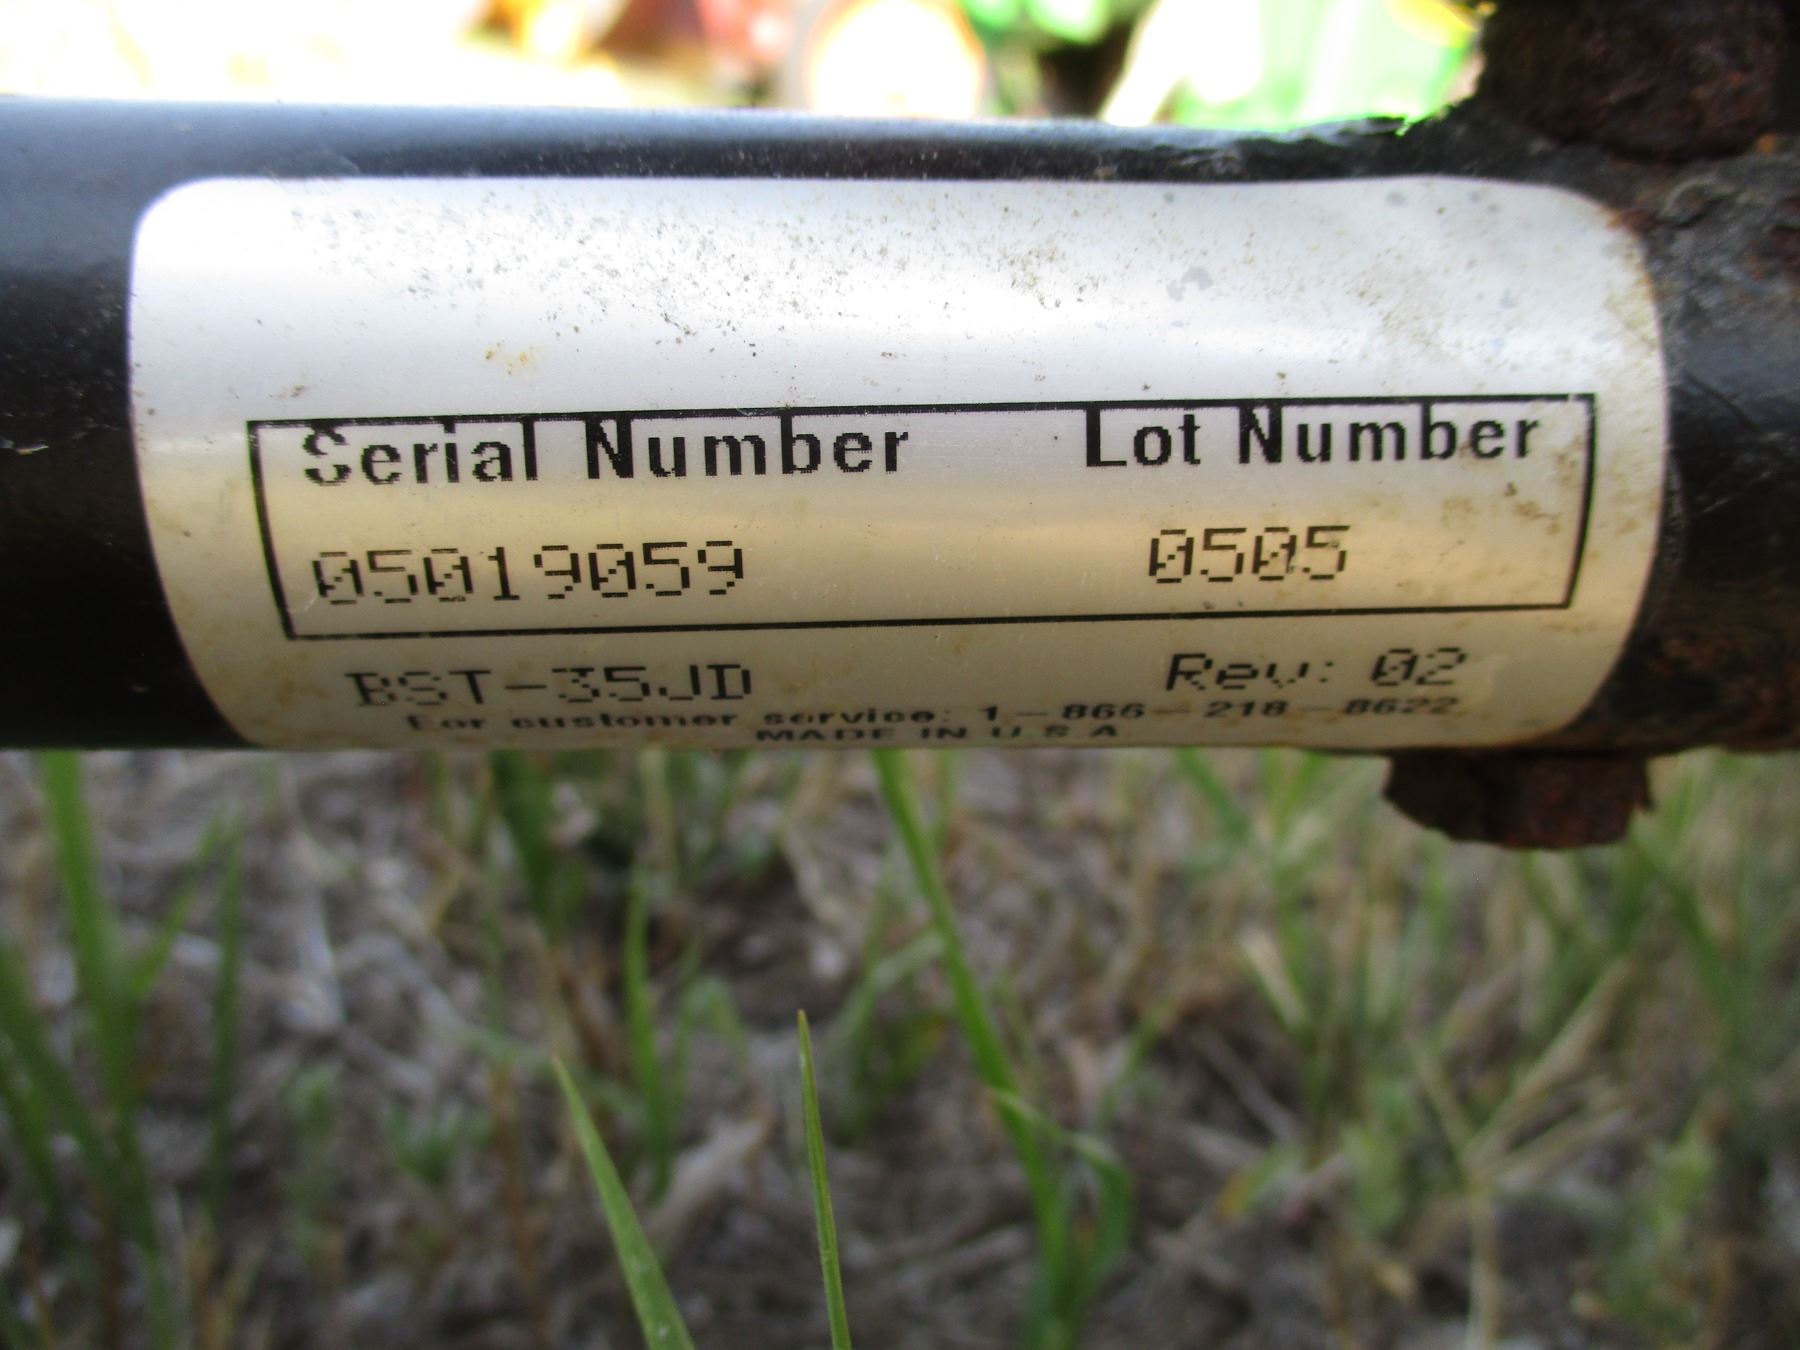 Serial Number Lot Number
05019059 0505
BST-35JD Rev: 02
For customer service: 1-866-218-8622
MADE IN U.S.A